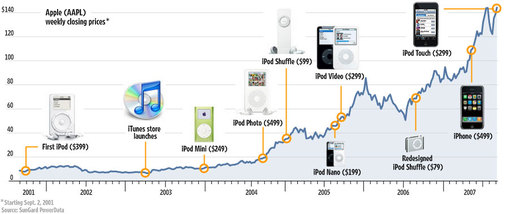 Apple (AAPL)
weekly closing prices*
$140
120
100
80
60
40
20
0
First iPod ($399)
iTunes store
launches
iPod Mini ($249)
iPod Photo ($499)
iPod Shuffle ($99)
iPod Video ($299)
iPod Nano ($199)
Redesigned
iPod Shuffle ($79)
iPod Touch ($299)
iPhone ($499)
2001
2002
2003
2004
2005
2006
2007
*Starting Sept. 2, 2001
Source: SunGard PowerData